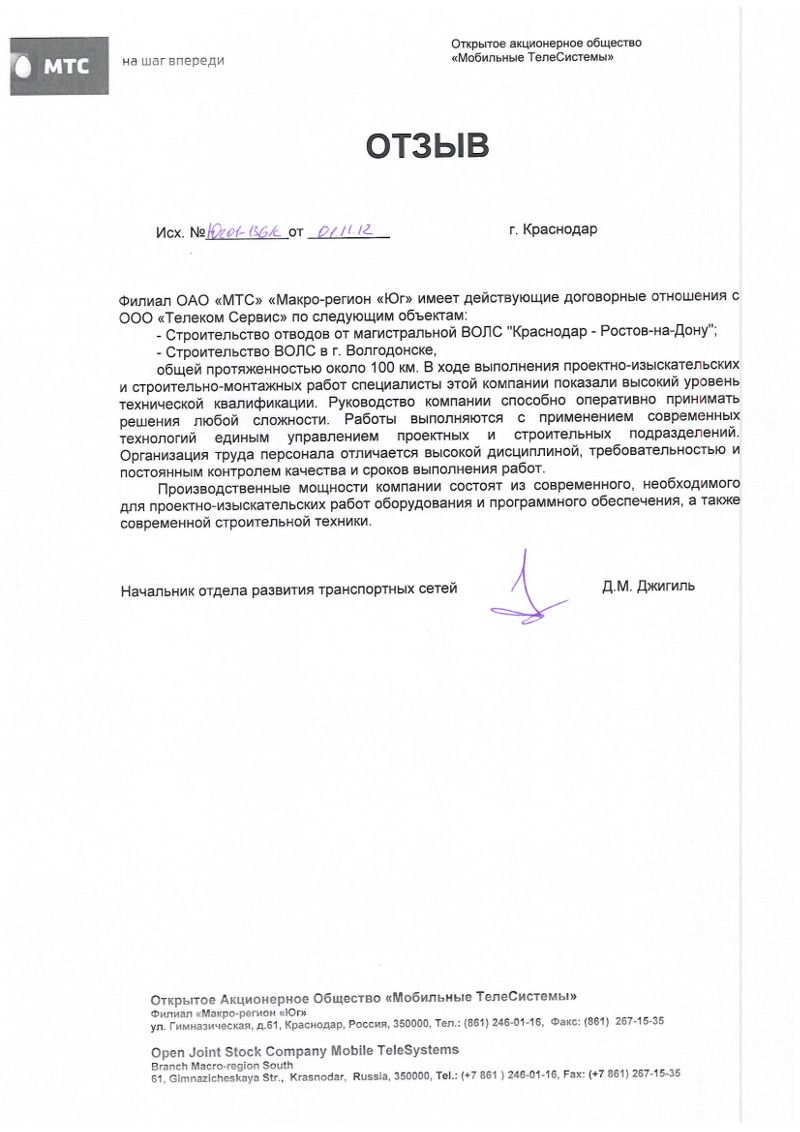 МТС
на шаг впереди
Открытое акционерное общество
«Мобильные ТелеСистемы»
ОТЗЫВ
Исх. № от 01.11.12 г. Краснодар
Филиал ОАО «МТС» «Макро-регион «Юг» имеет действующие договорные отношения с
ООО «Телеком Сервис» по следующим объектам:
- Строительство отводов от магистральной ВОЛС "Краснодар - Ростов-на-Дону";
- Строительство ВОЛС в г. Волгодонске,
общей протяженностью около 100 км. В ходе выполнения проектно-изыскательских
и строительно-монтажных работ специалисты этой компании показали высокий уровень
технической квалификации. Руководство компании способно оперативно принимать
решения любой сложности. Работы выполняются с применением современных
технологий единым управлением проектных и строительных подразделений.
Организация труда персонала отличается высокой дисциплиной, требовательностью и
постоянным контролем качества и сроков выполнения работ.
Производственные мощности компании состоят из современного, необходимого
для проектно-изыскательских работ оборудования и программного обеспечения, а также
современной строительной техники.
Начальник отдела развития транспортных сетей Д.М. Джигиль
Открытое Акционерное Общество «Мобильные ТелеСистемы»
Филиал «Макро-регион «Юг»
ул. Гимназическая, д.61, Краснодар, Россия, 350000, Тел.: (861) 246-01-16, Факс: (861) 267-15-35
Open Joint Stock Company Mobile TeleSystems
Branch Macro-region South
61, Gimnazicheskaya Str., Krasnodar, Russia, 350000, Tel.: (+7 861 ) 246-01-16, Fax: (+7 861) 267-15-35